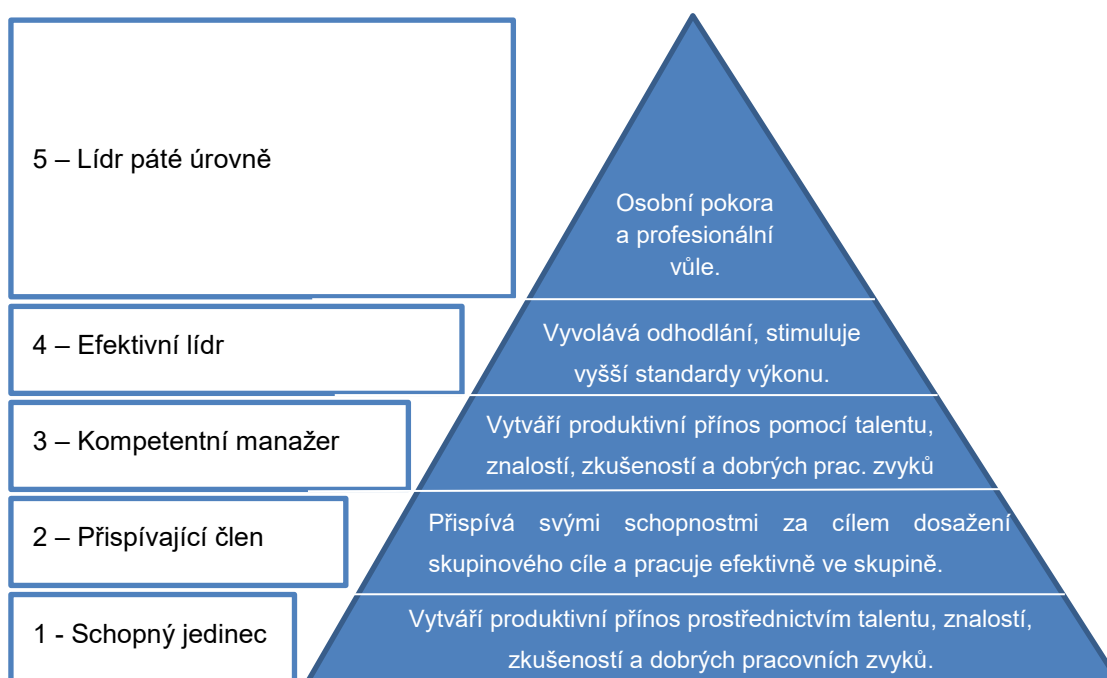 5 – Lídr páté úrovně
Osobní pokora
a profesionální
vůle.
4 – Efektivní lídr
Vyvolává odhodlání, stimuluje
vyšší standardy výkonu.
3 – Kompetentní manažer
Vytváří produktivní přínos pomocí talentu,
znalostí, zkušeností a dobrých prac. zvyků
2 – Přispívající člen
Přispívá svými schopnostmi za cílem dosažení
skupinového cíle a pracuje efektivně ve skupině.
1 - Schopný jedinec
Vytváří produktivní přínos prostřednictvím talentu, znalostí,
zkušeností a dobrých pracovních zvyků.